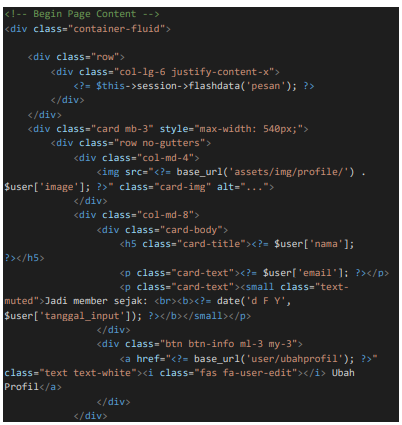 <!-- Begin Page Content -->
<div class="container-fluid">
    <div class="row">
        <div class="col-lg-6 justify-content-x">
            <?= $this->session->flashdata('pesan'); ?>
        </div>
    </div>
    <div class="card mb-3" style="max-width: 540px;">
        <div class="row no-gutters">
            <div class="col-md-4">
                <img src="<?= base_url('assets/img/profile/') .
$user['image']; ?>" class="card-img" alt="...">
            </div>
            <div class="col-md-8">
                <div class="card-body">
                    <h5 class="card-title"><?= $user['nama'];
?></h5>
                    <p class="card-text"><?= $user['email']; ?></p>
                    <p class="card-text"><small class="text-
muted">Jadi member sejak: <br><b><?= date('d F Y',
$user['tanggal_input']); ?></b></small></p>
                </div>
                <div class="btn btn-info ml-3 my-3">
                    <a href="<?= base_url('user/ubahprofil'); ?>"
class="text text-white"><i class="fas fa-user-edit"></i> Ubah
Profil</a>
                </div>
            </div>